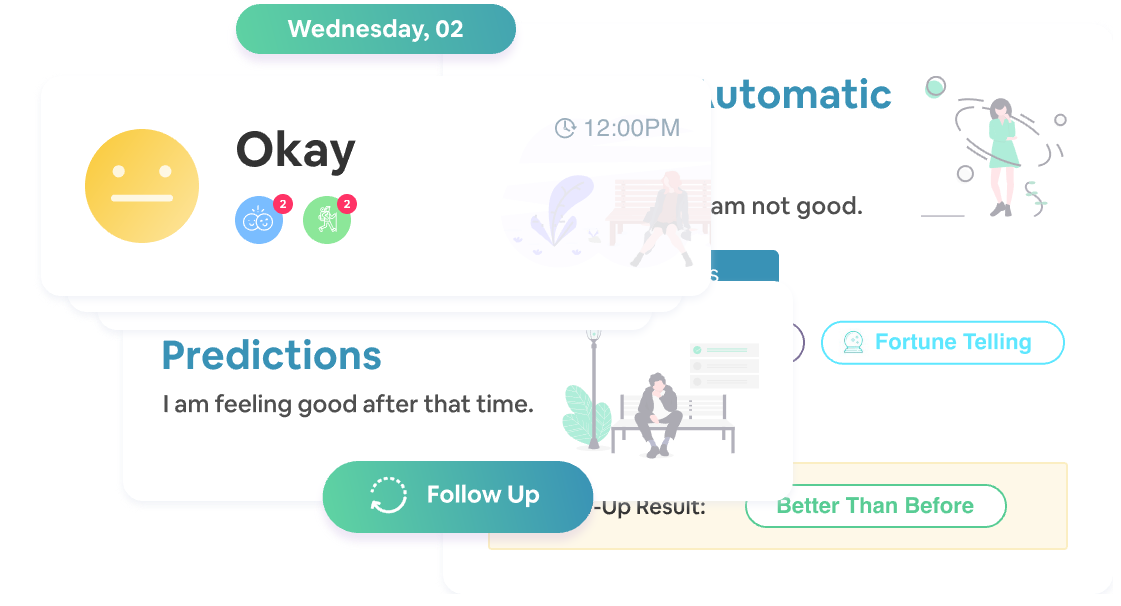 Wednesday, 02
Automatic
Okay
12:00PM
2
2
am not good.
Predictions
Fortune Telling
I am feeling good after that time.
Follow Up
-Up Result:
Better Than Before